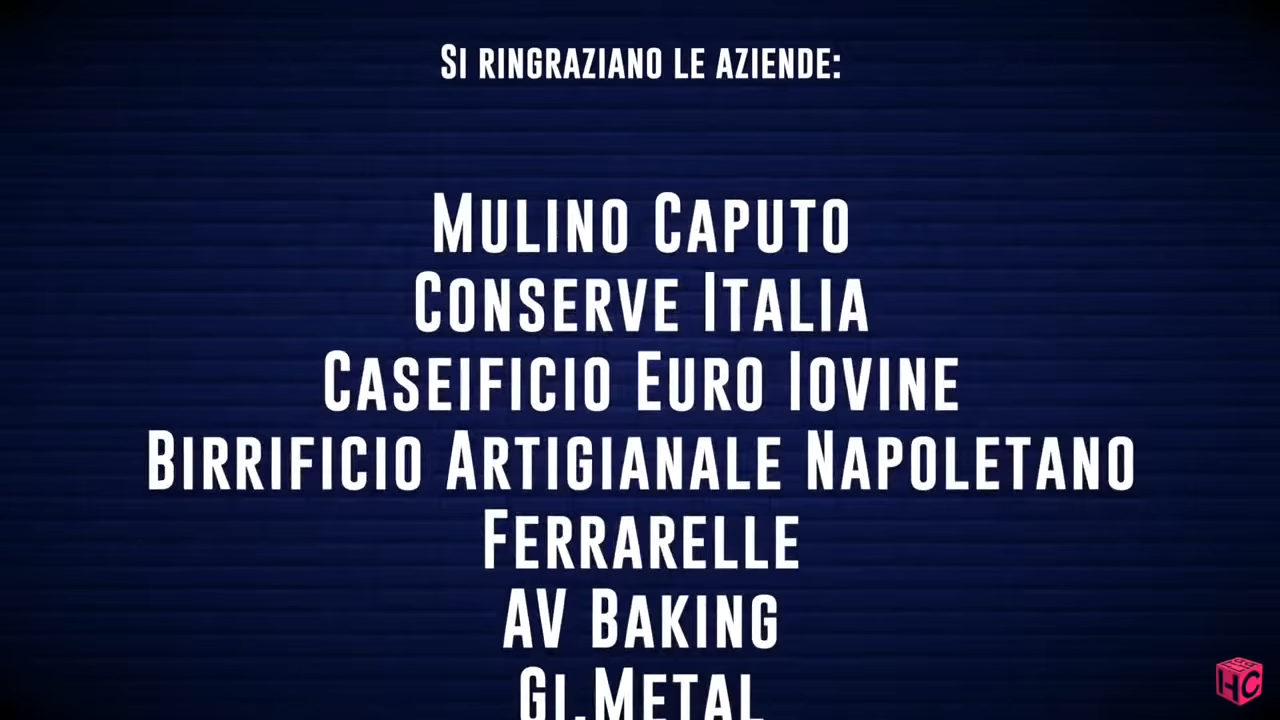 Si ringraziano le aziende:
Mulino Caputo
Conserve Italia
Caseificio Euro Iovine
Birrificio Artigianale Napoletano
Ferrarelle
AV Baking
Gi.Metal
HC